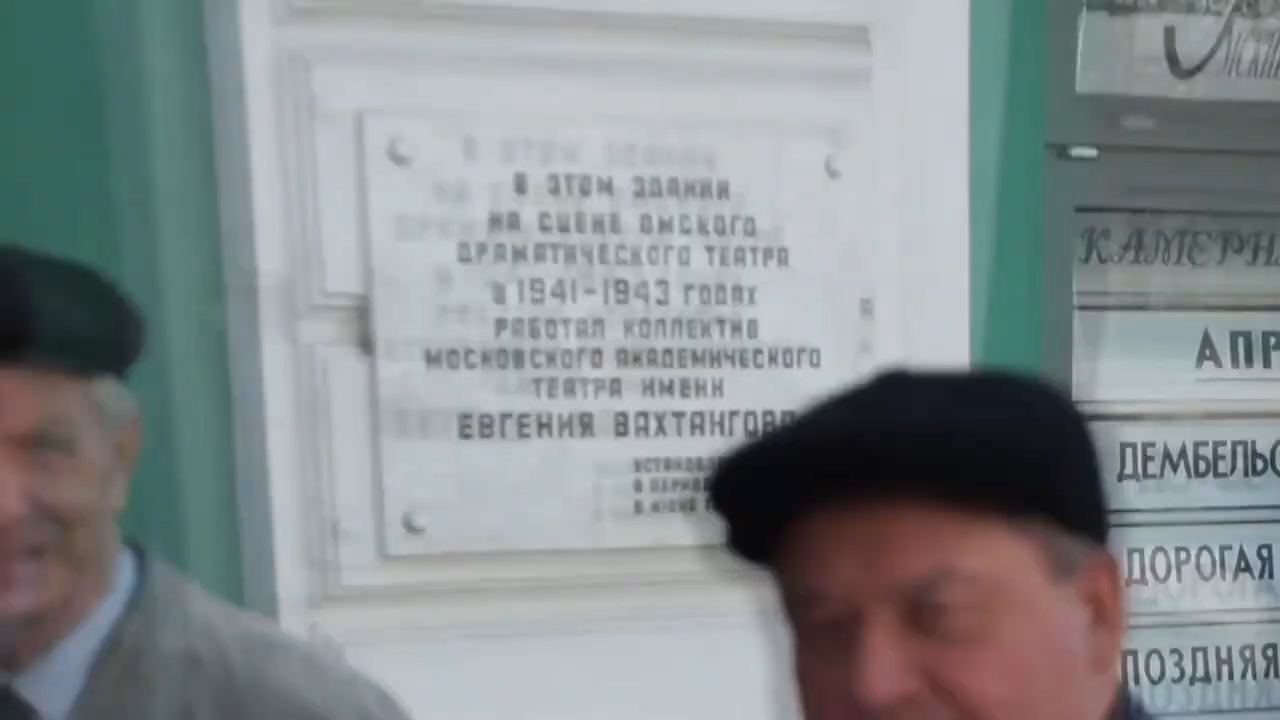 В ЭТОМ ЗДАНИИ
НА СЦЕНЕ ОМСКОГО
ДРАМАТИЧЕСКОГО ТЕАТРА
В 1941-1943 ГОДАХ
РАБОТАЛ КОЛЛЕКТИВ
МОСКОВСКОГО АКАДЕМИЧЕСКОГО
ТЕАТРА ИМЕНИ
ЕВГЕНИЯ ВАХТАНГОВА
КАМЕРН
АПР
ДЕМБЕЛЬС
ДОРОГАЯ
ПОЗДНЯЯ